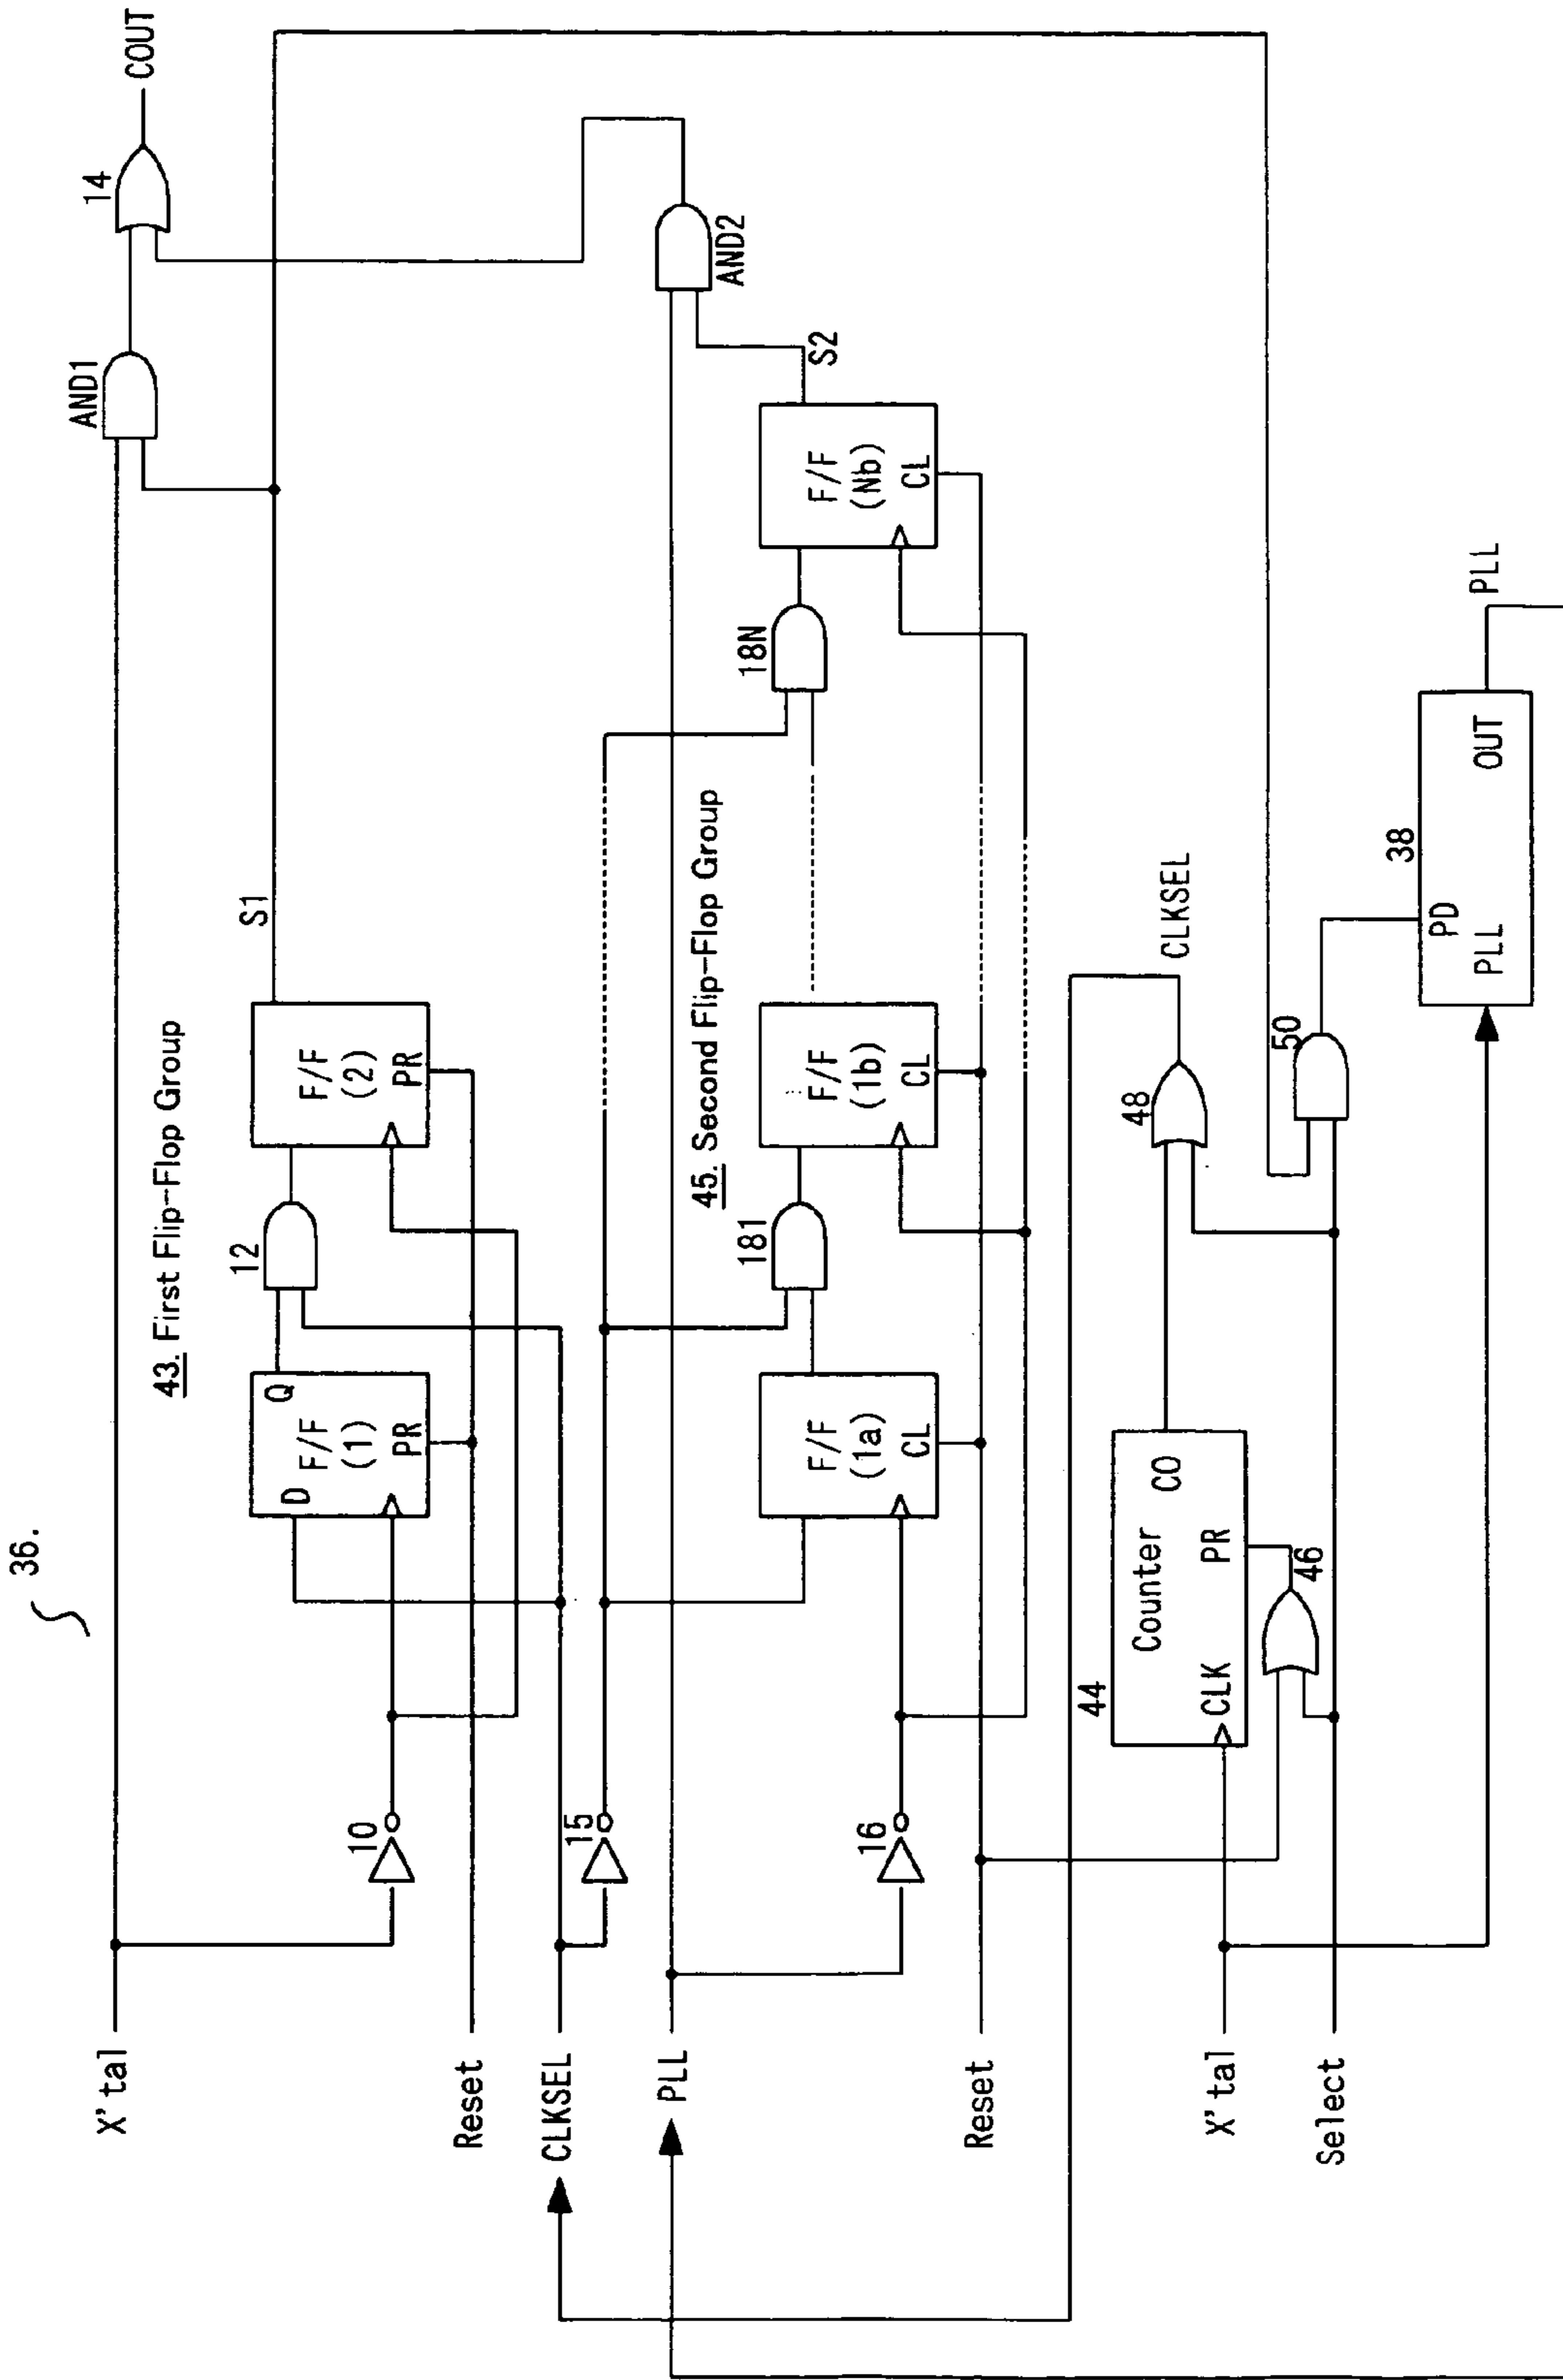 36.
X'tal
AND1
14
COUT
43. First Flip-Flop Group
10
D
Q
F/F
(1)
PR
12
F/F
(2)
PR
S1
Reset
CLKSEL
15
45. Second Flip-Flop Group
PLL
AND2
16
F/F
(1a)
CL
181
F/F
(1b)
CL
18N
F/F
(Nb)
CL
S2
Reset
44
Counter
CLK
CO
PR
46
48
CLKSEL
X'tal
Select
50
38
PD
PLL
OUT
PLL